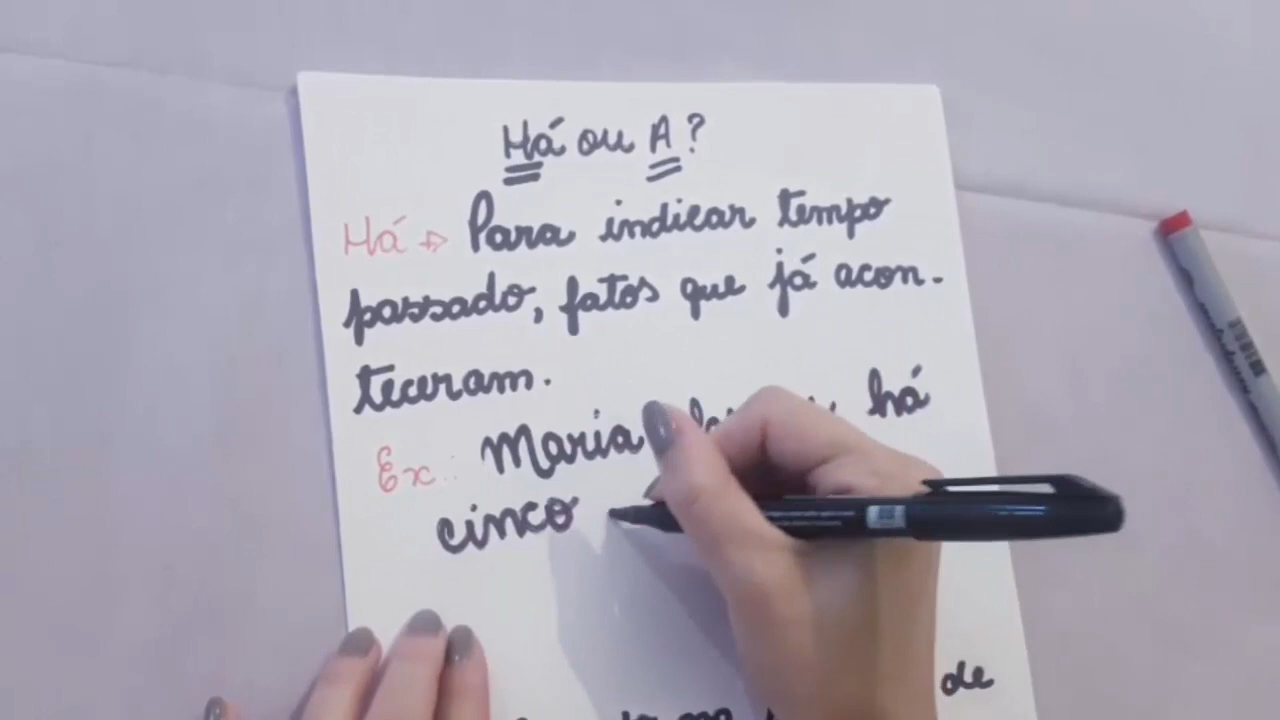 Há ou A?
Há → Para indicar tempo
passado, fatos que já acon-
teceram.
Ex.: Maria há
cinco
de